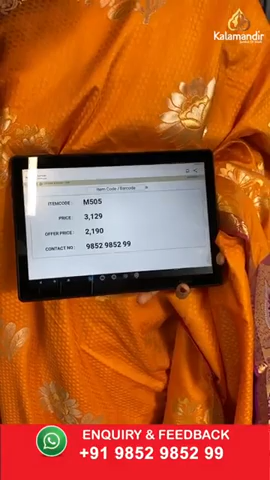 Kalamandir
Item Code / Barcode
ITEMCODE : M505
PRICE : 3,129
OFFER PRICE : 2,190
CONTACT NO : 9852 9852 99
ENQUIRY & FEEDBACK
+91 9852 9852 99